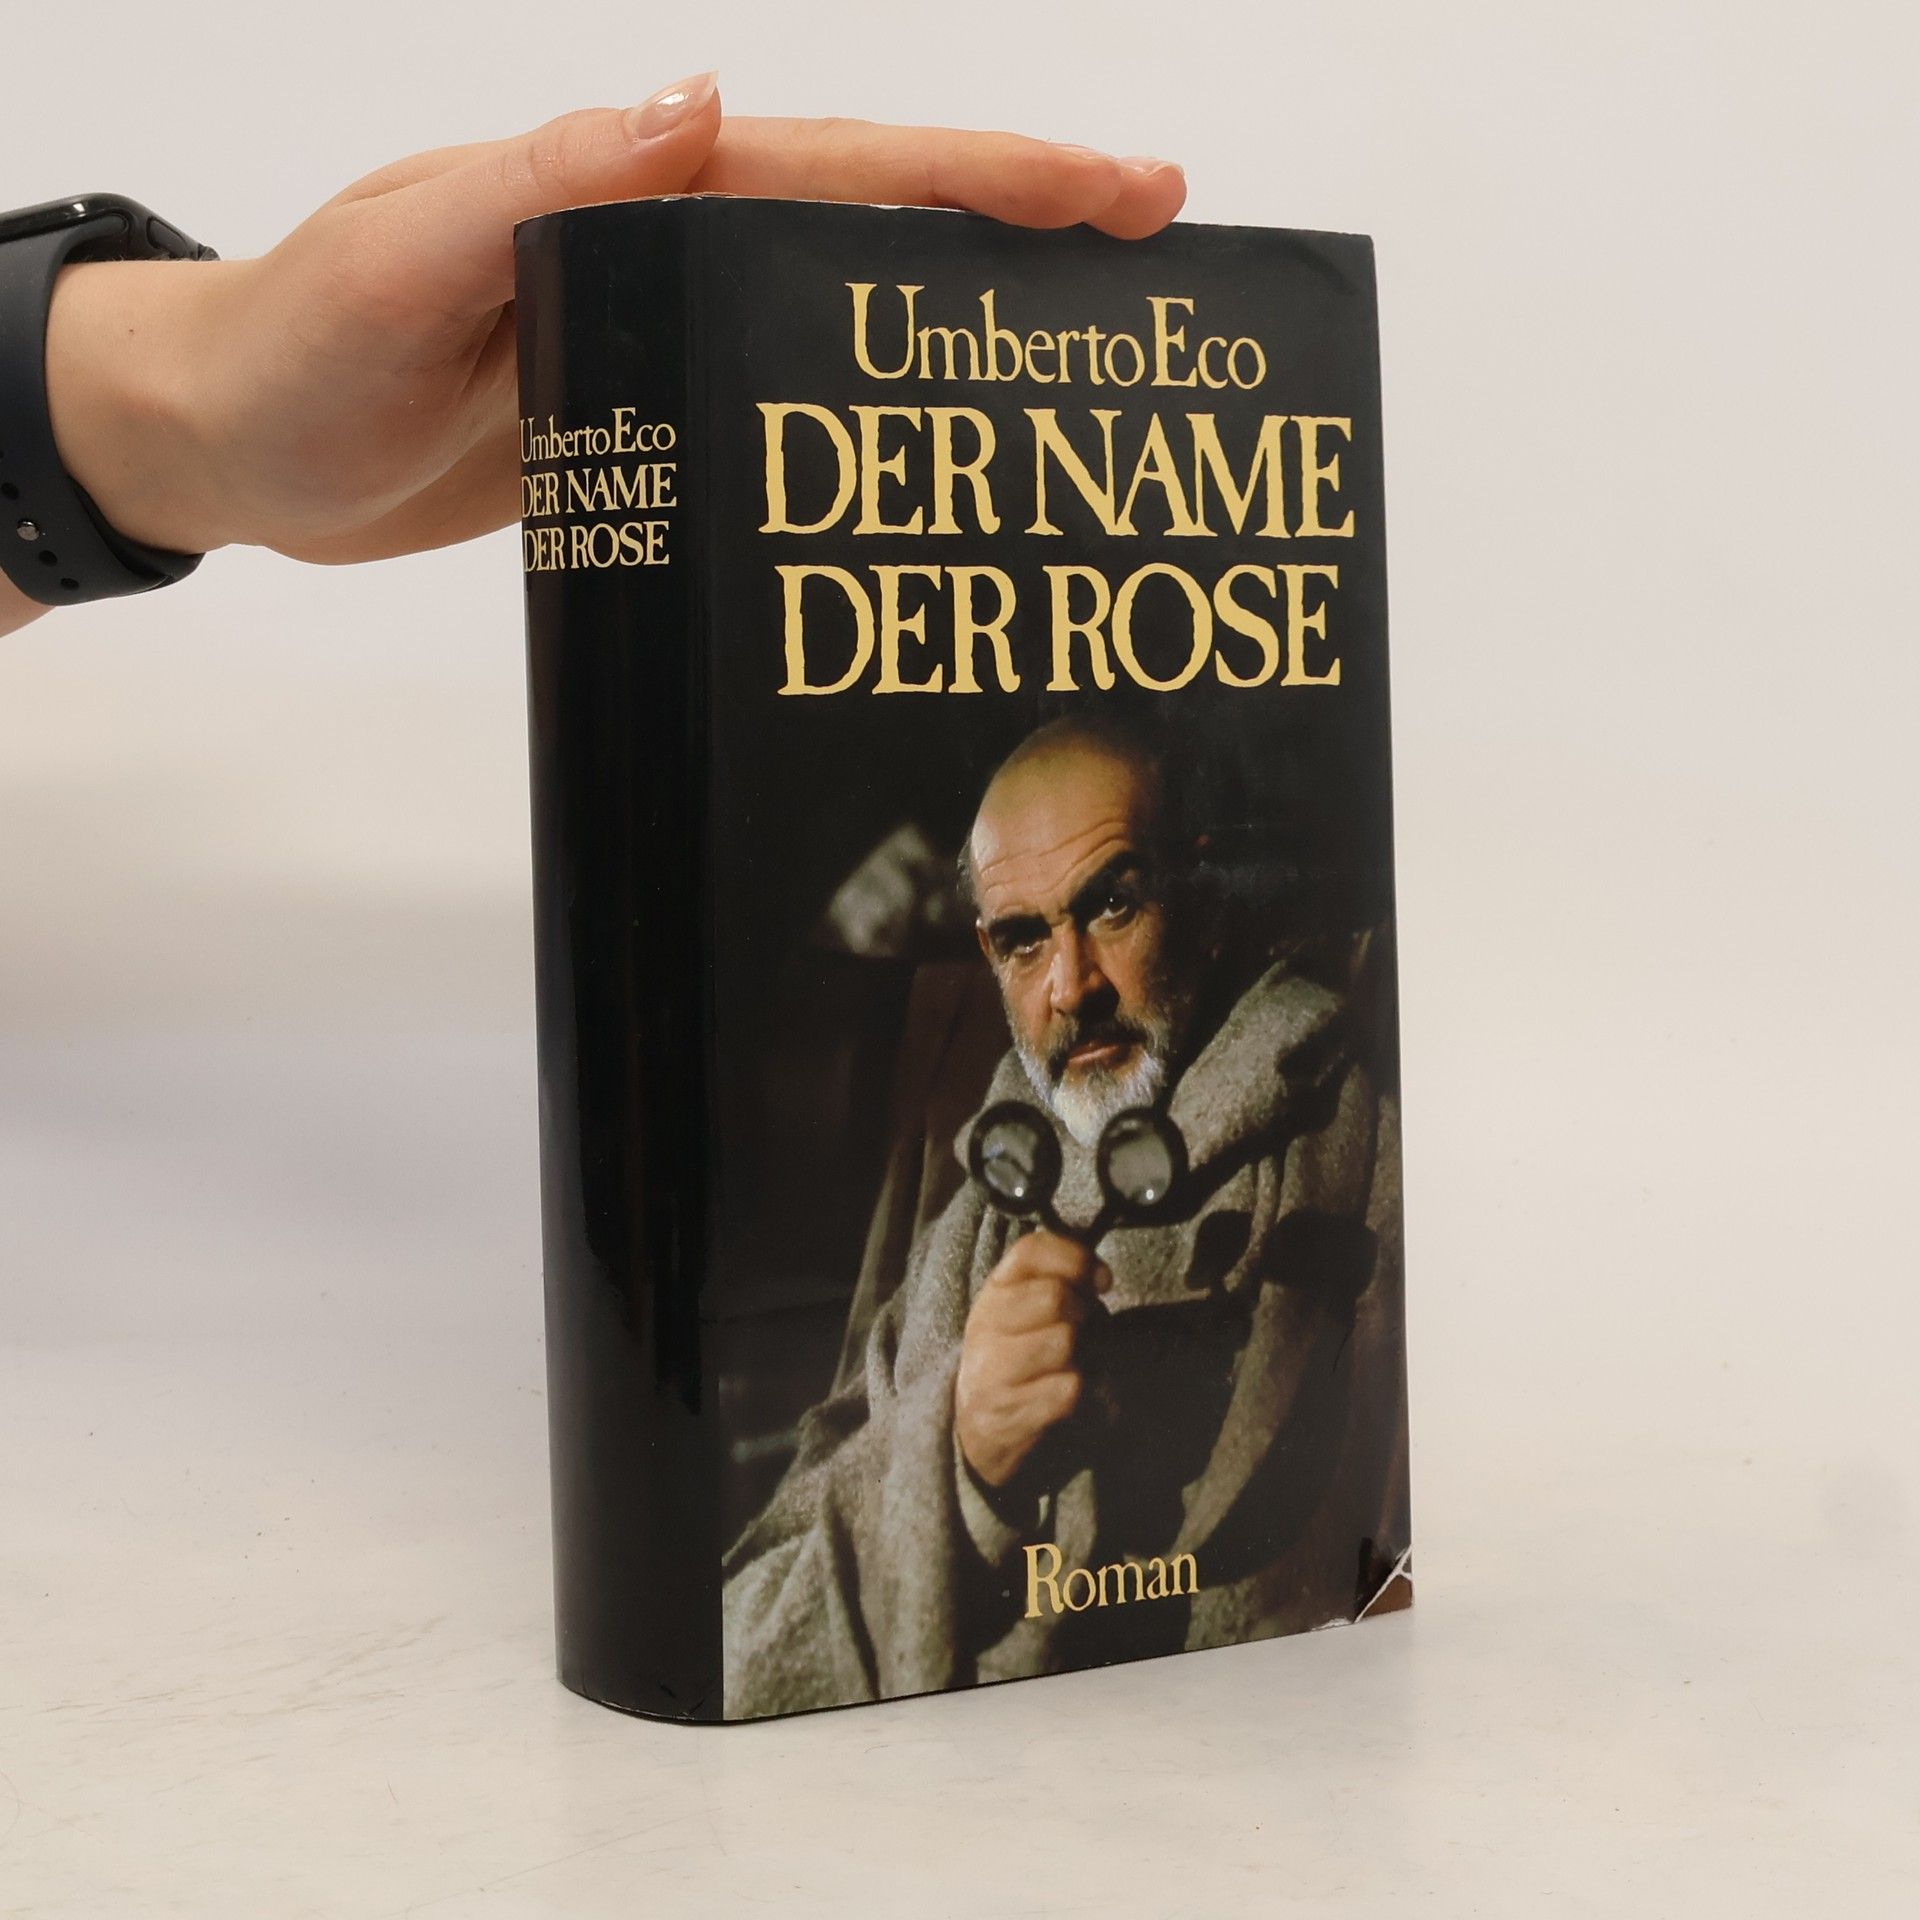 Umberto Eco
DER NAME
DER ROSE
Umberto Eco
DER NAME
DER ROSE
Roman